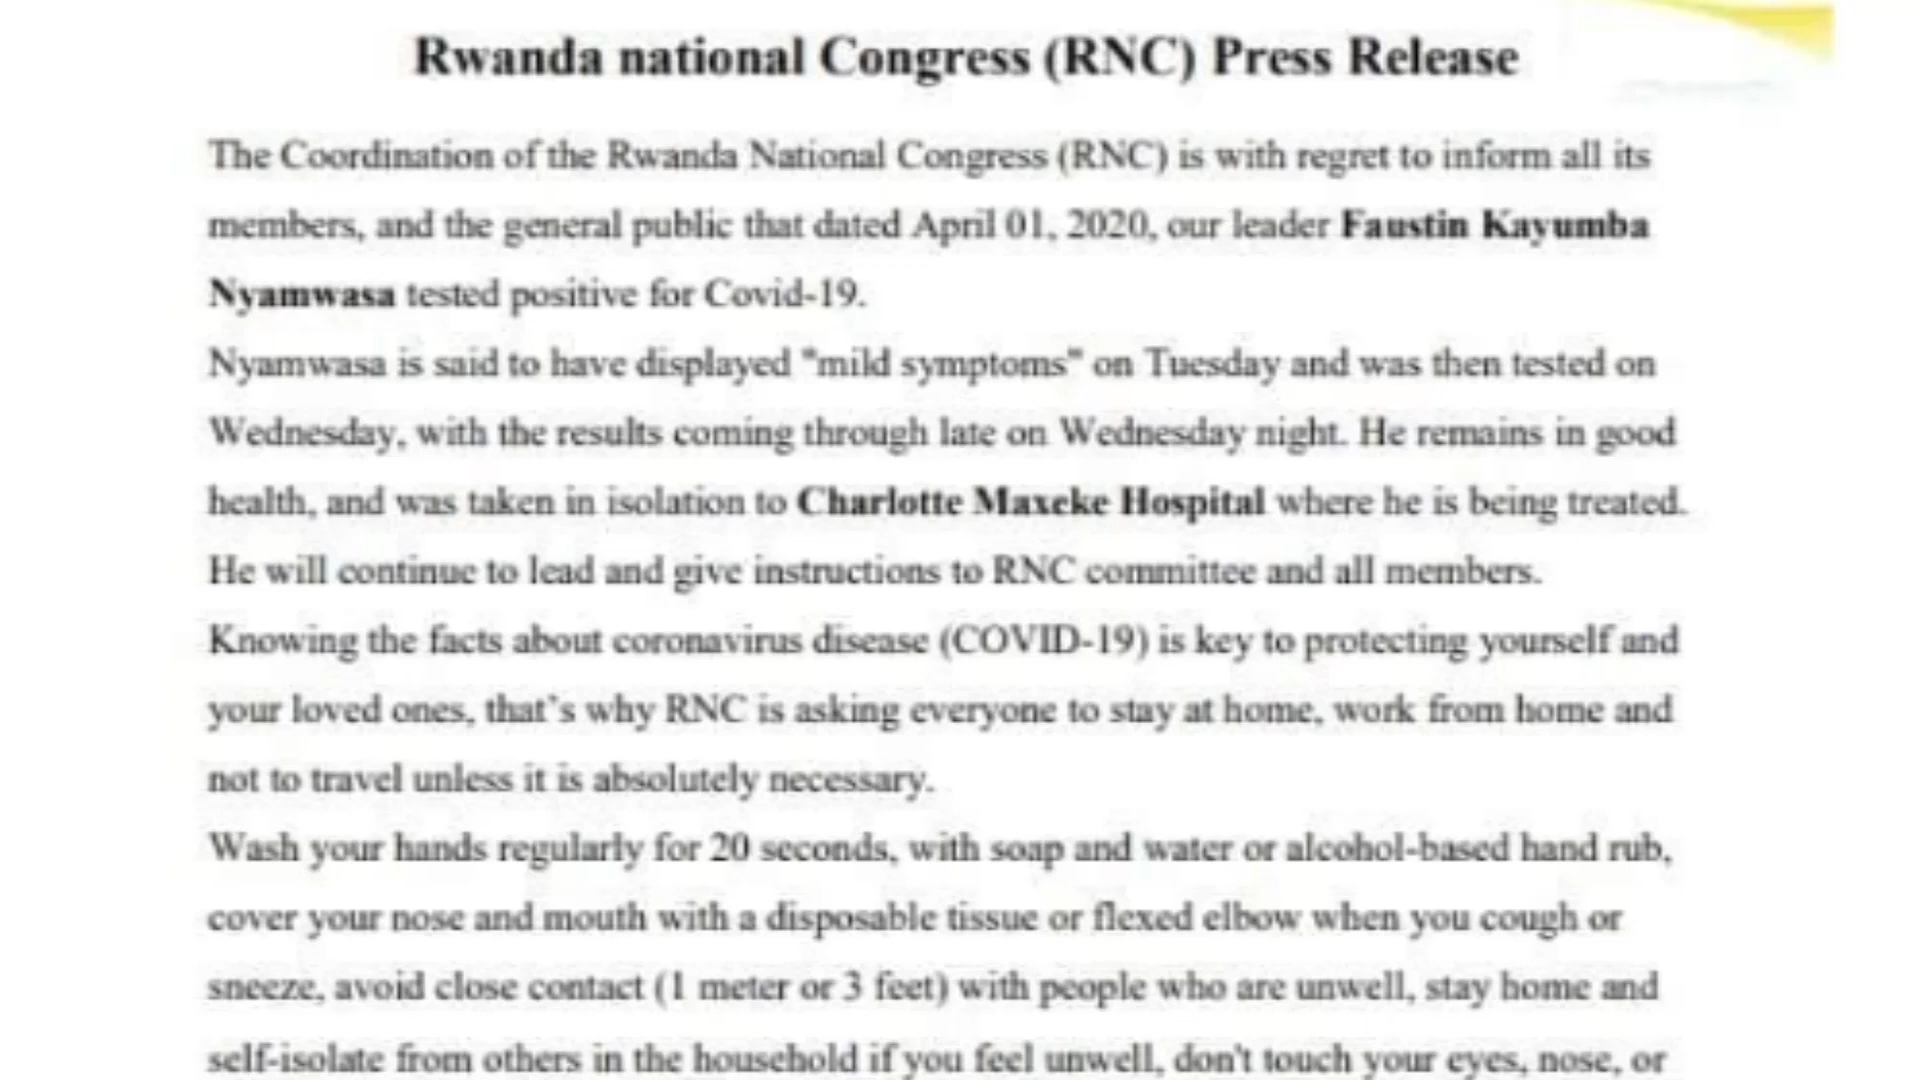 Rwanda national Congress (RNC) Press Release
The Coordination of the Rwanda National Congress (RNC) is with regret to inform all its
members, and the general public that dated April 01, 2020, our leader Faustin Kayumba
Nyamwasa tested positive for Covid-19.
Nyamwasa is said to have displayed "mild symptoms" on Tuesday and was then tested on
Wednesday, with the results coming through late on Wednesday night. He remains in good
health, and was taken in isolation to Charlotte Maxeke Hospital where he is being treated.
He will continue to lead and give instructions to RNC committee and all members.
Knowing the facts about coronavirus disease (COVID-19) is key to protecting yourself and
your loved ones, that's why RNC is asking everyone to stay at home, work from home and
not to travel unless it is absolutely necessary.
Wash your hands regularly for 20 seconds, with soap and water or alcohol-based hand rub,
cover your nose and mouth with a disposable tissue or flexed elbow when you cough or
sneeze, avoid close contact (1 meter or 3 feet) with people who are unwell, stay home and
self-isolate from others in the household if you feel unwell, don't touch your eyes, nose, or